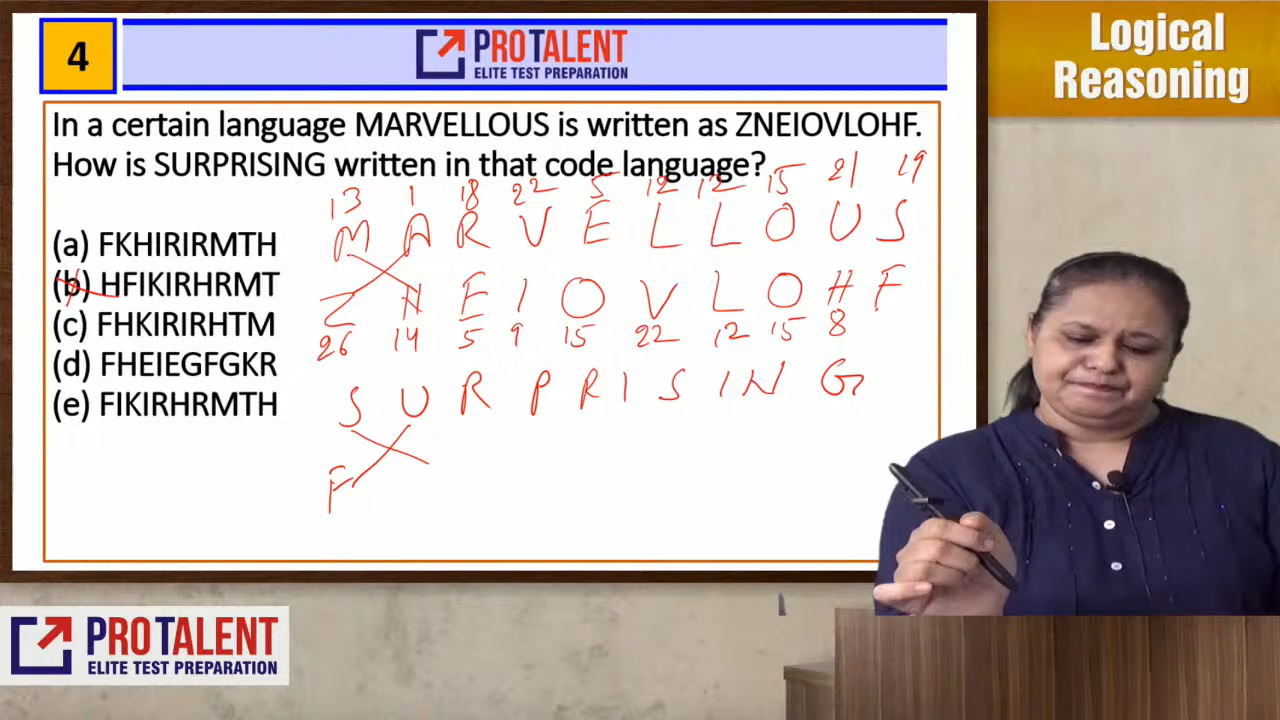 4
PROTALENT
ELITE TEST PREPARATION
Logical
Reasoning
In a certain language MARVELLOUS is written as ZNEIOVLOHF.
How is SURPRISING written in that code language?
13 1 18 22 5 12 12 15 21 19
M A R V E L L O U S
(a) FKHIRIRMTH
(b) HFIKIRHRMT
Z N E I O V L O H F
(c) FHKIRIRHTM
26 14 5 9 15 22 12 15 8
(d) FHEIEGFGKR
S U R P R I S I N G
(e) FIKIRHRMTH
F
PROTALENT
ELITE TEST PREPARATION